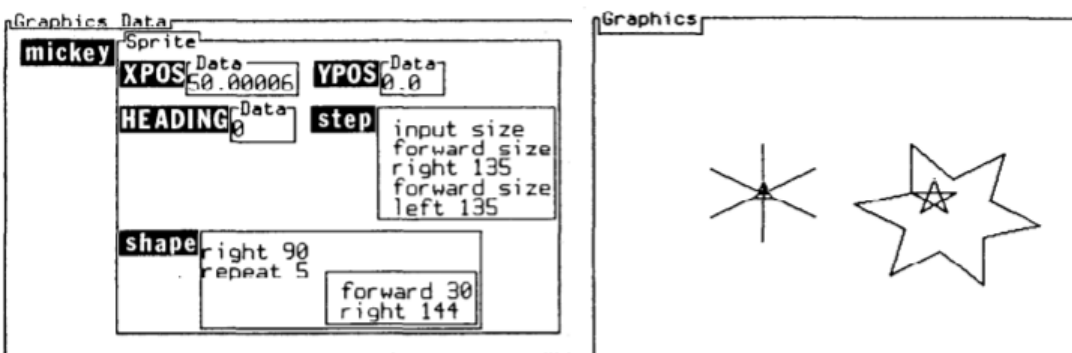 Graphics Data
mickey
Sprite
XPOS
Data
50.00006
YPOS
Data
0.0
HEADING
Data
0
step
input size
forward size
right 135
forward size
left 135
shape
right 90
repeat 5
forward 30
right 144
Graphics